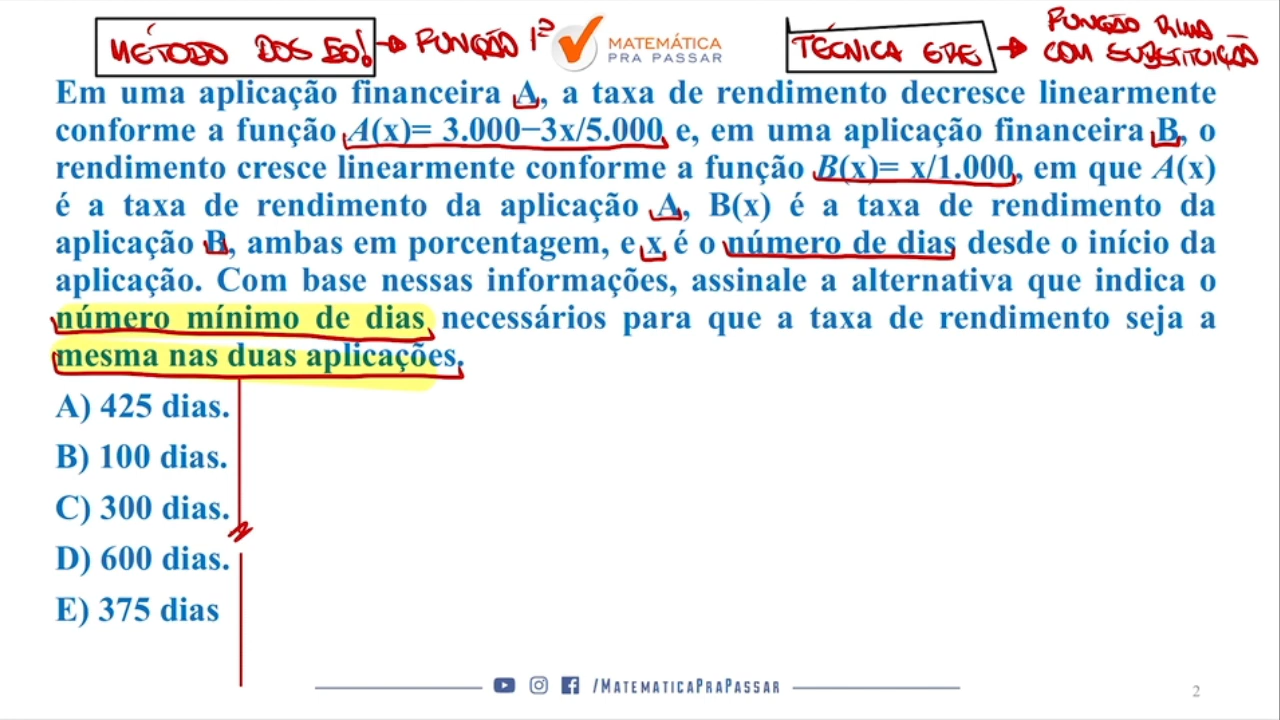 MÉTODO DOS 50! → FUNÇÃO 1º
MATEMÁTICA
PRA PASSAR
TÉCNICA → FUNÇÃO
COM SUBSTITUIÇÃO
Em uma aplicação financeira A, a taxa de rendimento decresce linearmente
conforme a função A(x)= 3.000−3x/5.000 e, em uma aplicação financeira B, o
rendimento cresce linearmente conforme a função B(x)= x/1.000, em que A(x)
é a taxa de rendimento da aplicação A, B(x) é a taxa de rendimento da
aplicação B, ambas em porcentagem, e x é o número de dias desde o início da
aplicação. Com base nessas informações, assinale a alternativa que indica o
número mínimo de dias necessários para que a taxa de rendimento seja a
mesma nas duas aplicações.
A) 425 dias.
B) 100 dias.
C) 300 dias.
D) 600 dias.
E) 375 dias
/MatematicaPraPassar
2